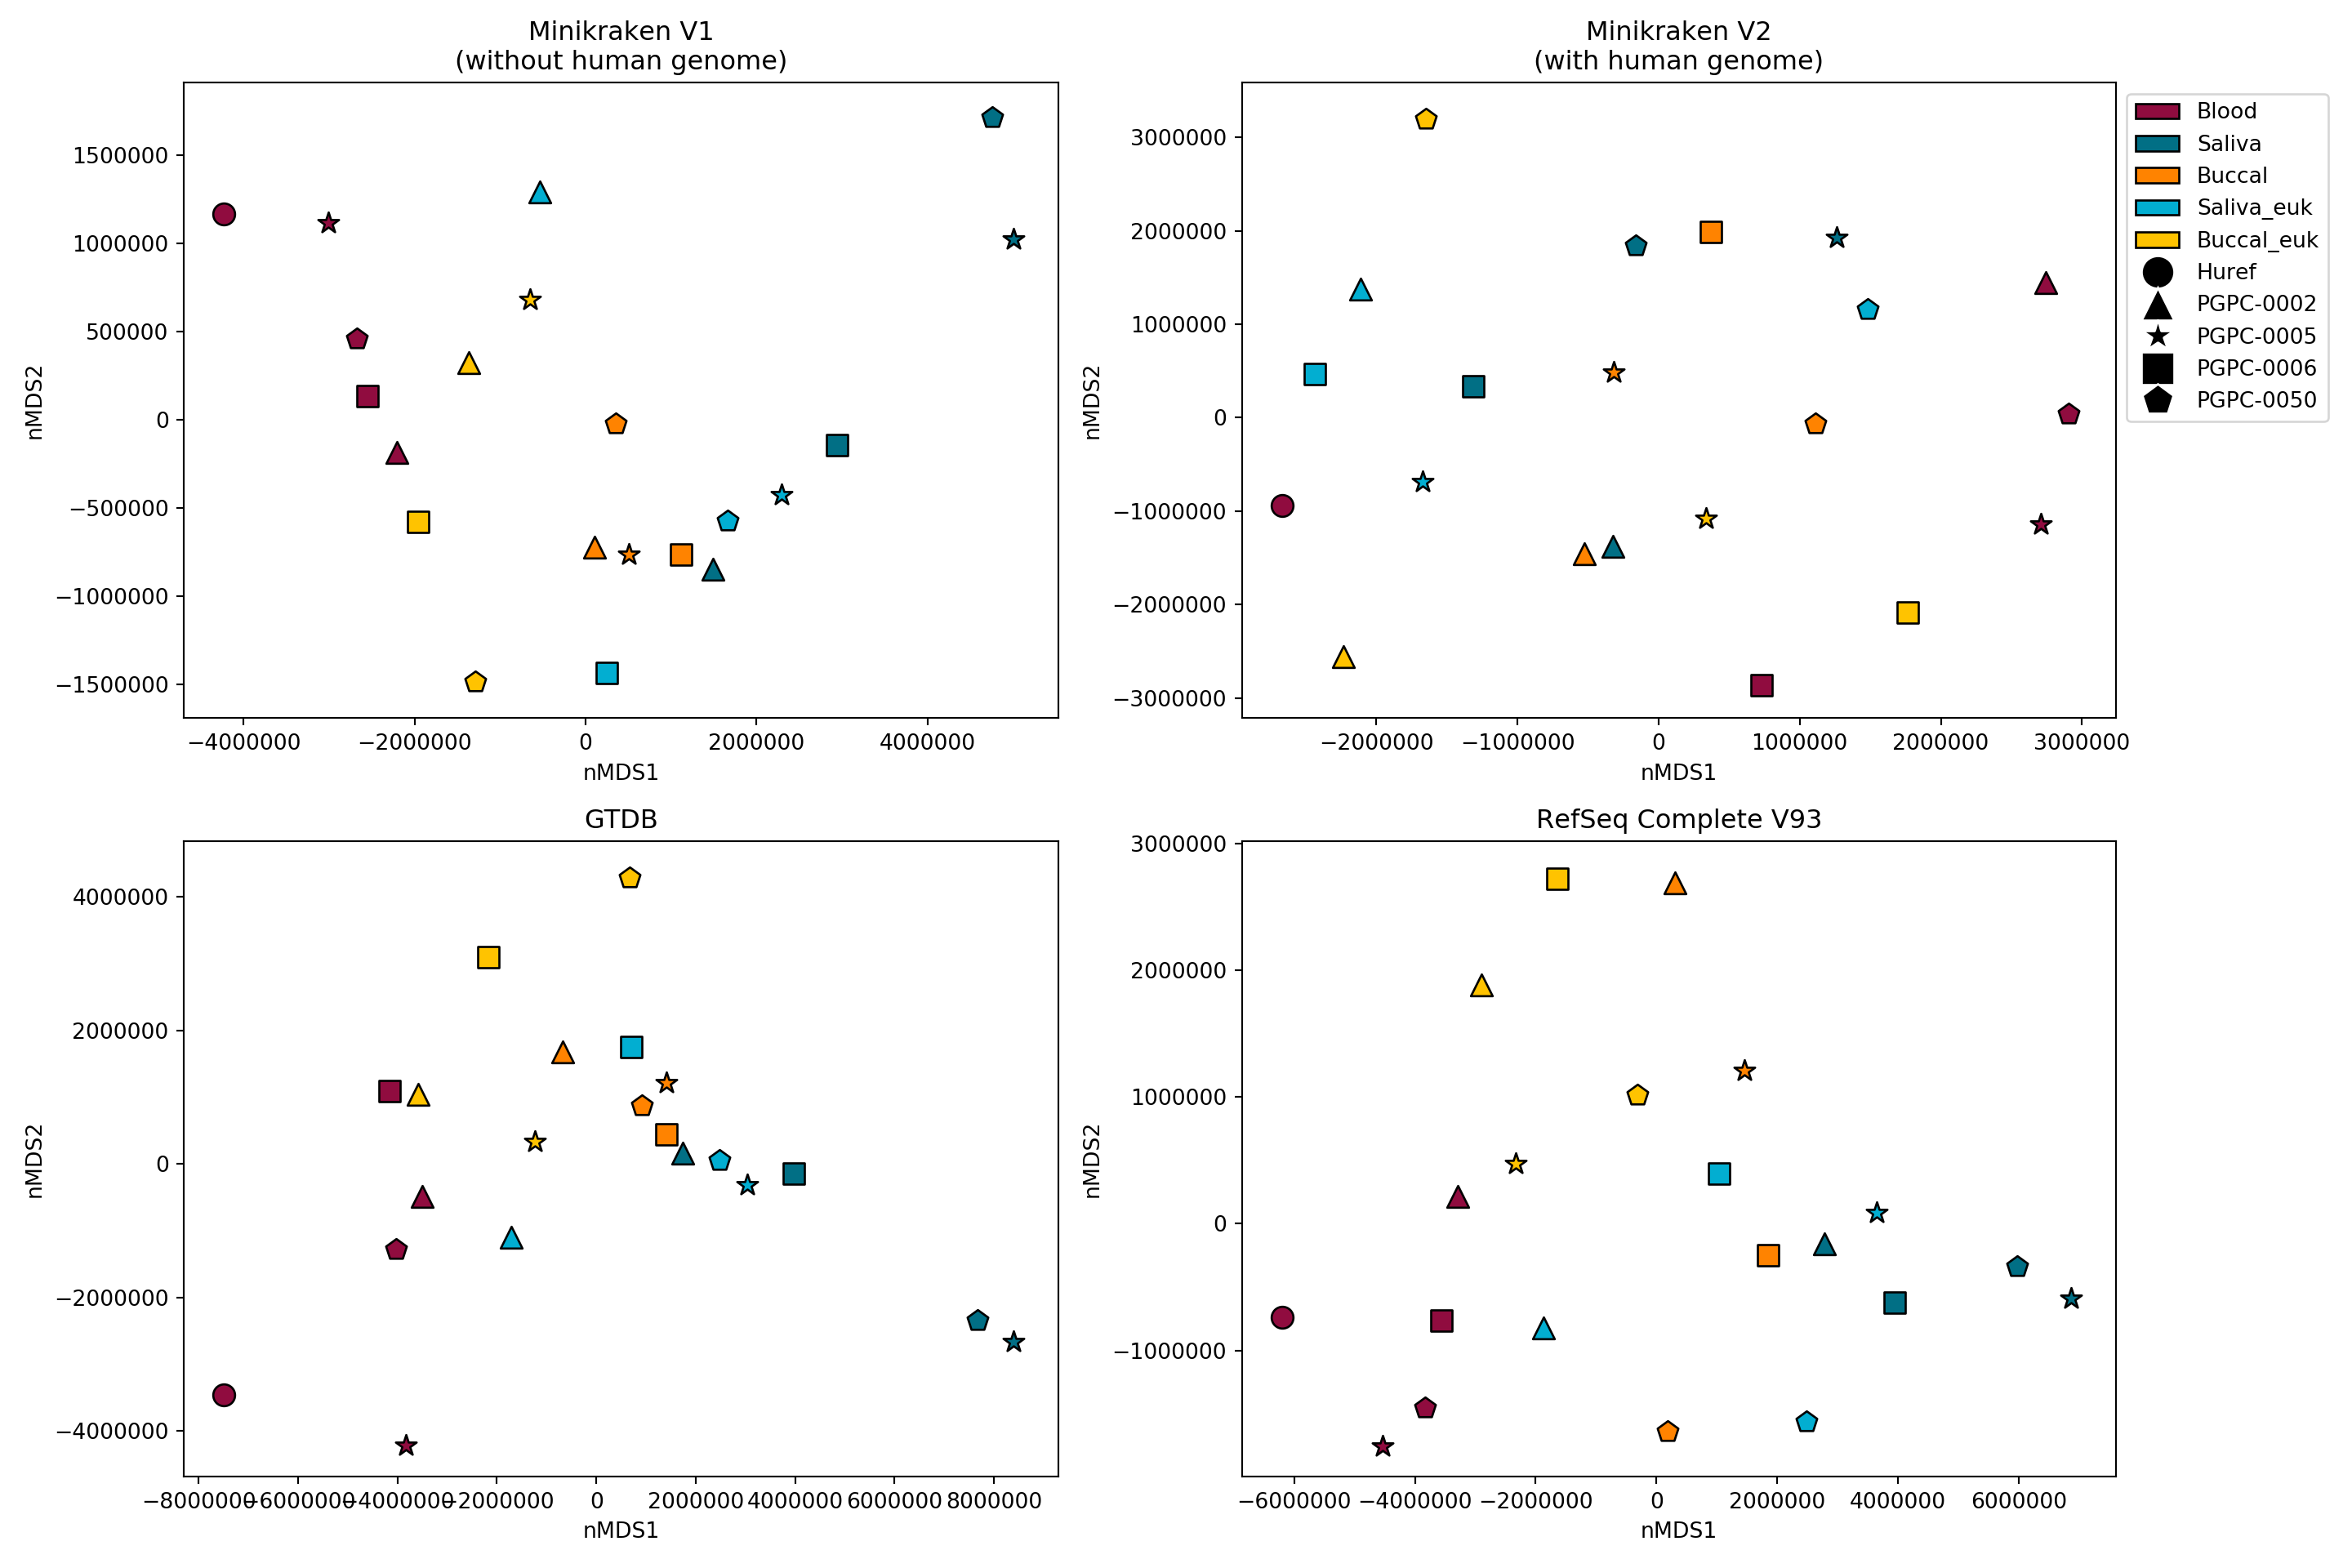 Minikraken V1
(without human genome)
1500000
1000000
500000
0
−500000
−1000000
−1500000
nMDS2
−4000000
−2000000
0
2000000
4000000
nMDS1
Minikraken V2
(with human genome)
3000000
2000000
1000000
0
−1000000
−2000000
−3000000
nMDS2
−2000000
−1000000
0
1000000
2000000
3000000
nMDS1
Blood
Saliva
Buccal
Saliva_euk
Buccal_euk
Huref
PGPC-0002
PGPC-0005
PGPC-0006
PGPC-0050
GTDB
4000000
2000000
0
−2000000
−4000000
nMDS2
−8000000
−6000000
−4000000
−2000000
0
2000000
4000000
6000000
8000000
nMDS1
RefSeq Complete V93
3000000
2000000
1000000
0
−1000000
nMDS2
−6000000
−4000000
−2000000
0
2000000
4000000
6000000
nMDS1